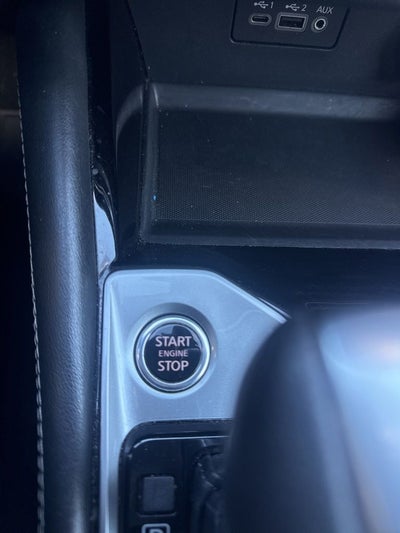 1 2 AUX
START
ENGINE
STOP
P